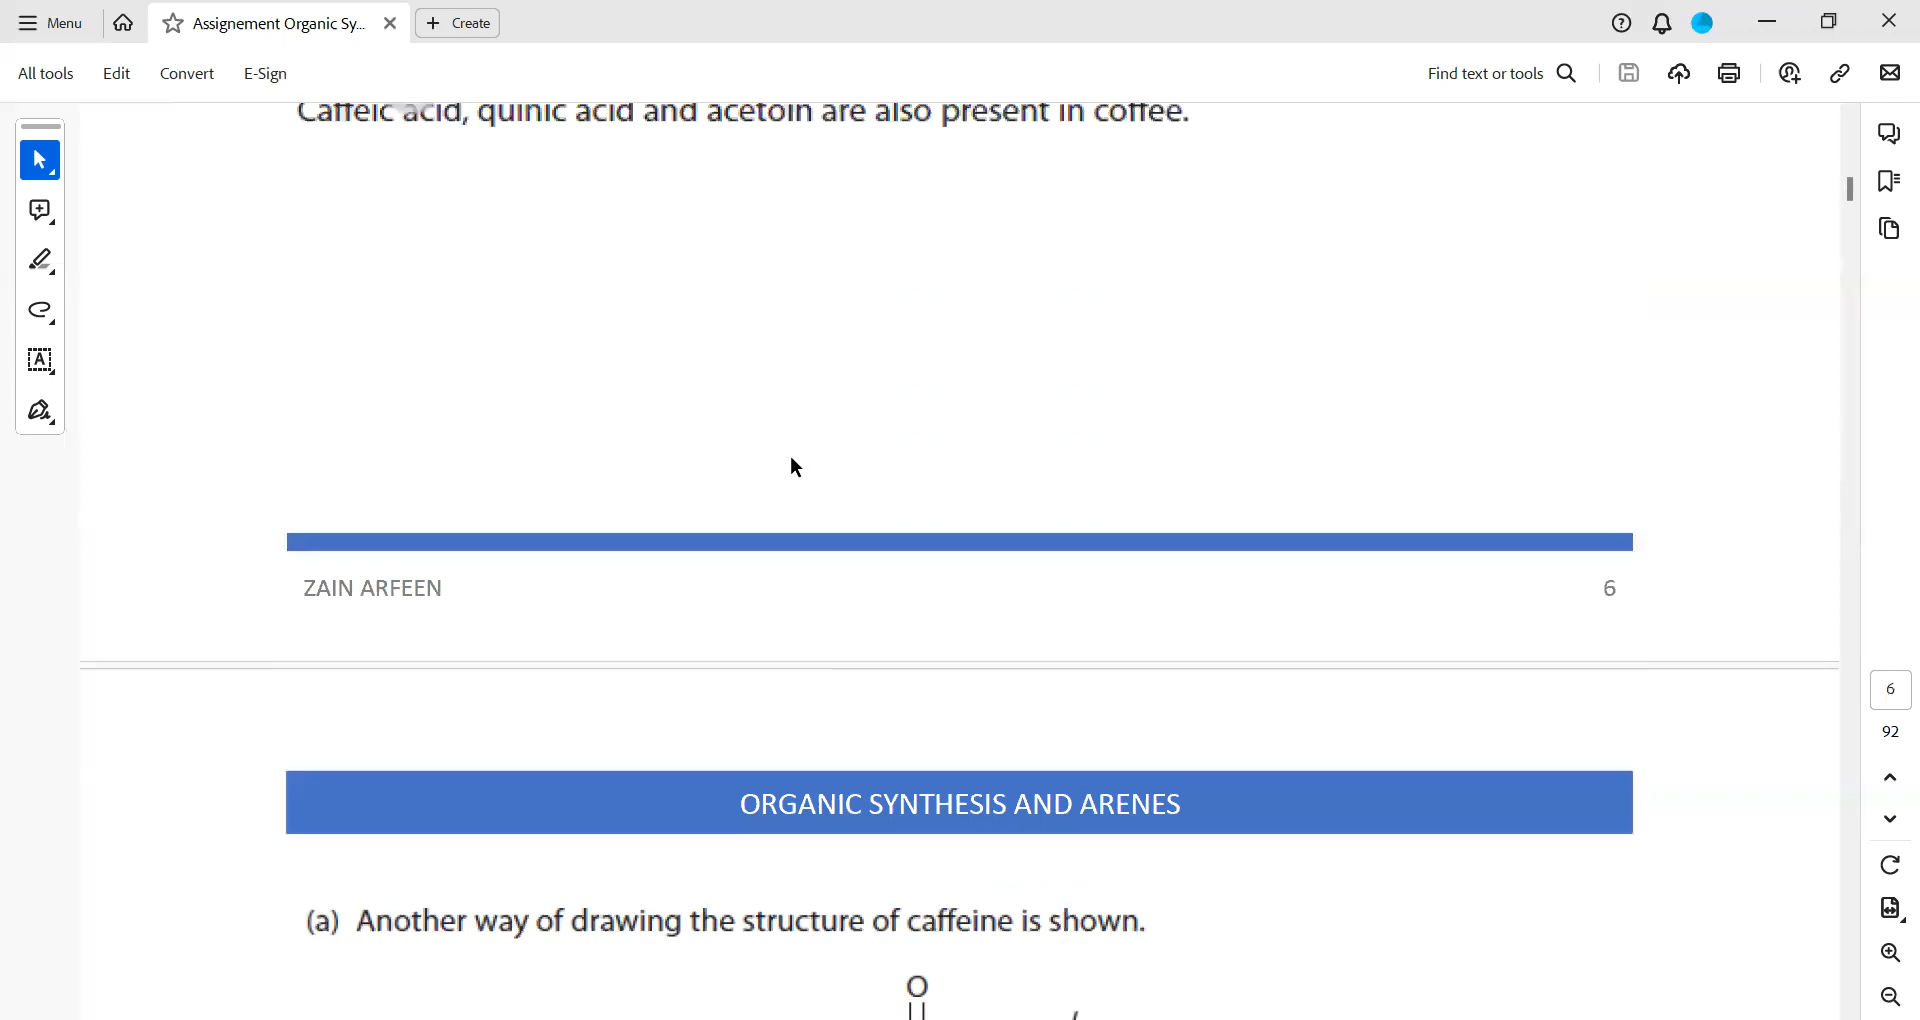 Menu
Assignement Organic Sy...
Create
All tools
Edit
Convert
E-Sign
Find text or tools
Caffeic acid, quinic acid and acetoin are also present in coffee.
A
ZAIN ARFEEN
6
6
92
ORGANIC SYNTHESIS AND ARENES
(a) Another way of drawing the structure of caffeine is shown.
O